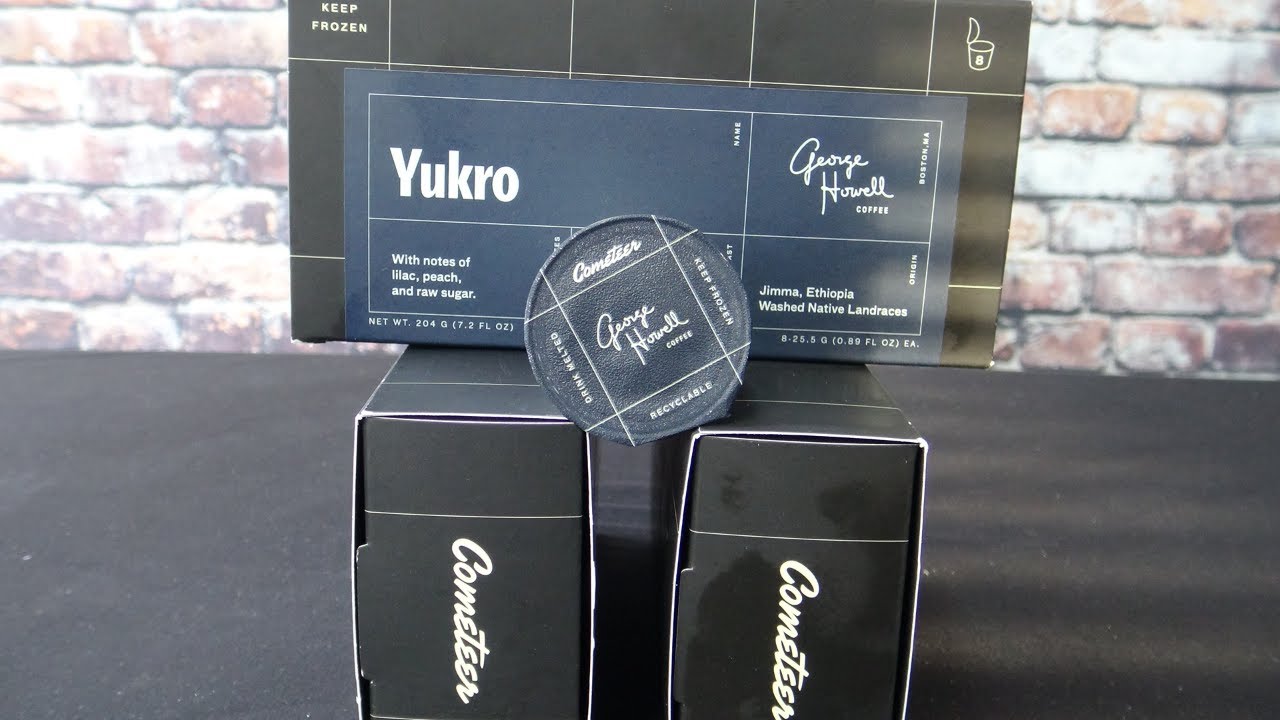 KEEP
FROZEN
8
NAME
Yukro
George
Howell
COFFEE
BOSTON, MA
With notes of
lilac, peach,
and raw sugar.
ORIGIN
Jimma, Ethiopia
Washed Native Landraces
NET WT. 204 G (7.2 FL OZ)
8-25.5 G (0.89 FL OZ) EA.
Cometeer
KEEP FROZEN
George
Howell
COFFEE
DRINK MELTED
RECYCLABLE
Cometeer
Cometeer